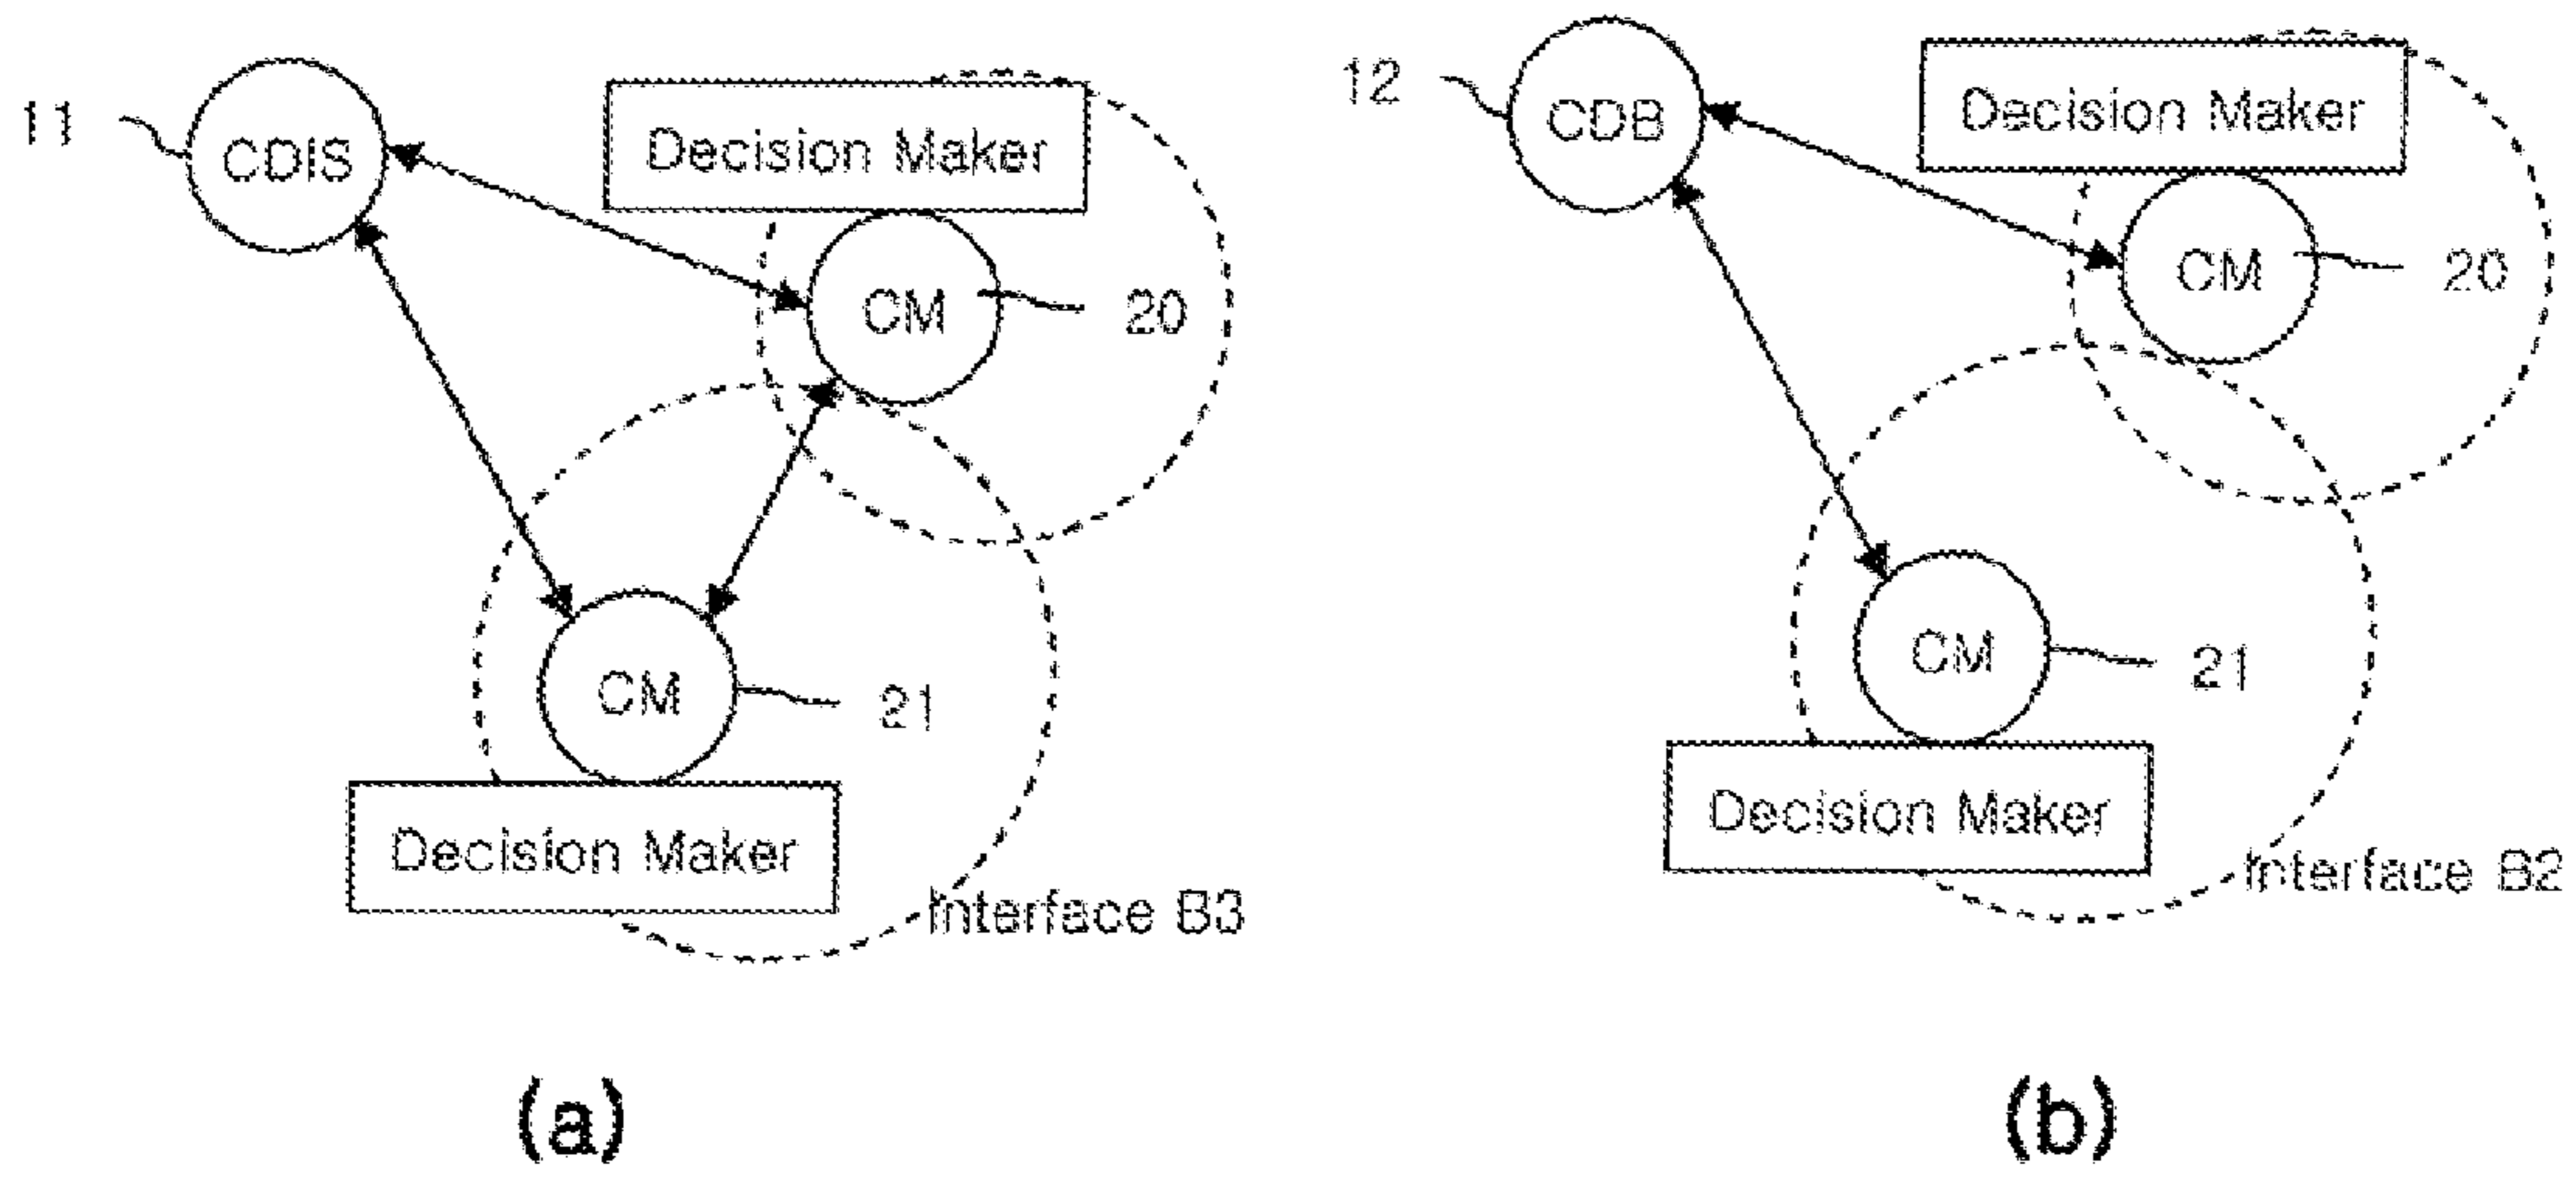 11
CDIS
Decision Maker
CM
20
CM
21
Decision Maker
Interface B3
(a)
12
CDB
Decision Maker
CM
20
CM
21
Decision Maker
Interface B2
(b)